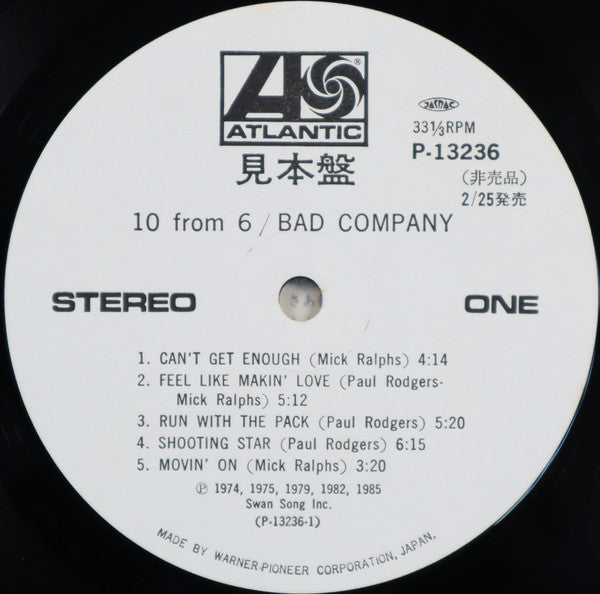 ATLANTIC
®
見本盤
JASRAC
33⅓RPM
P-13236
(非売品)
2/25発売
10 from 6 / BAD COMPANY
STEREO
ONE
さあ
1. CAN'T GET ENOUGH (Mick Ralphs) 4:14
2. FEEL LIKE MAKIN' LOVE (Paul Rodgers-
Mick Ralphs) 5:12
3. RUN WITH THE PACK (Paul Rodgers) 5:20
4. SHOOTING STAR (Paul Rodgers) 6:15
5. MOVIN' ON (Mick Ralphs) 3:20
Ⓟ 1974, 1975, 1979, 1982, 1985
Swan Song Inc.
(P-13236-1)
MADE BY WARNER-PIONEER CORPORATION, JAPAN.